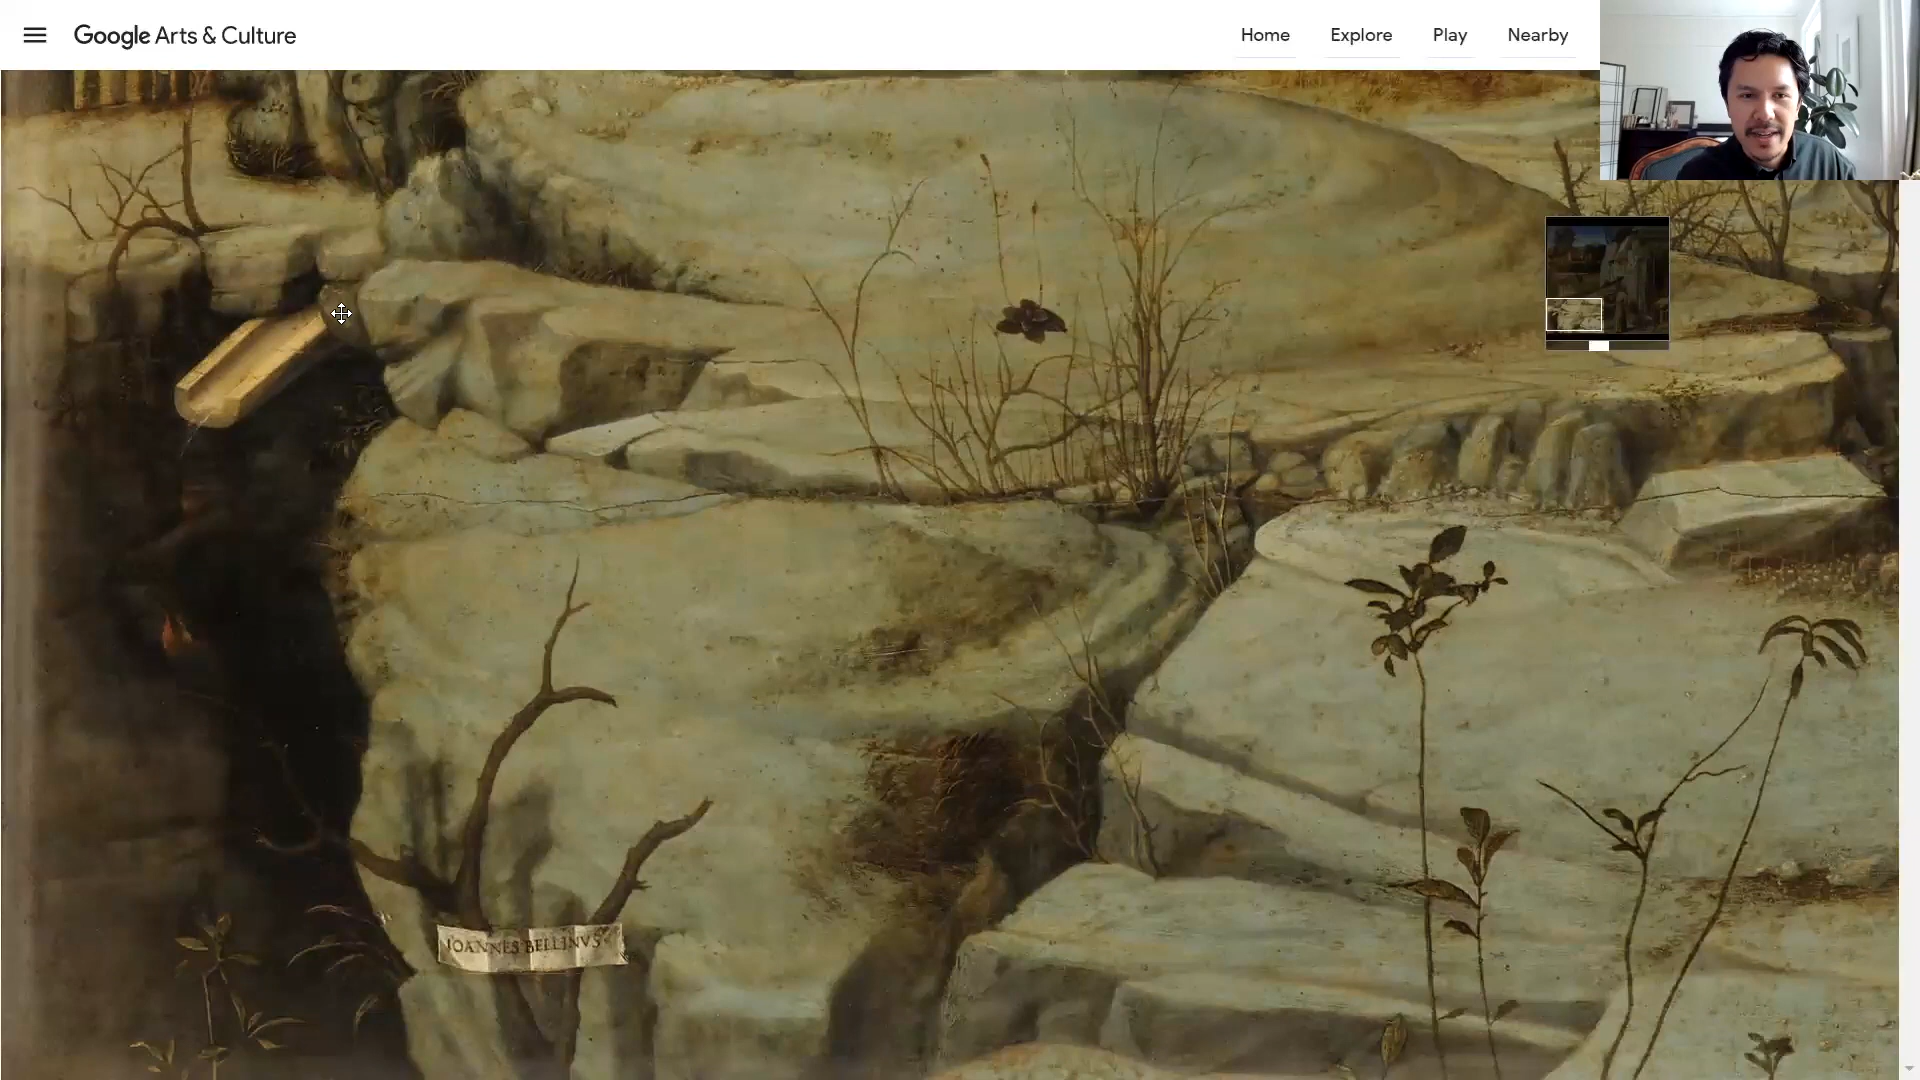 Google Arts & Culture
Home
Explore
Play
Nearby
IOANNES BELLINVS